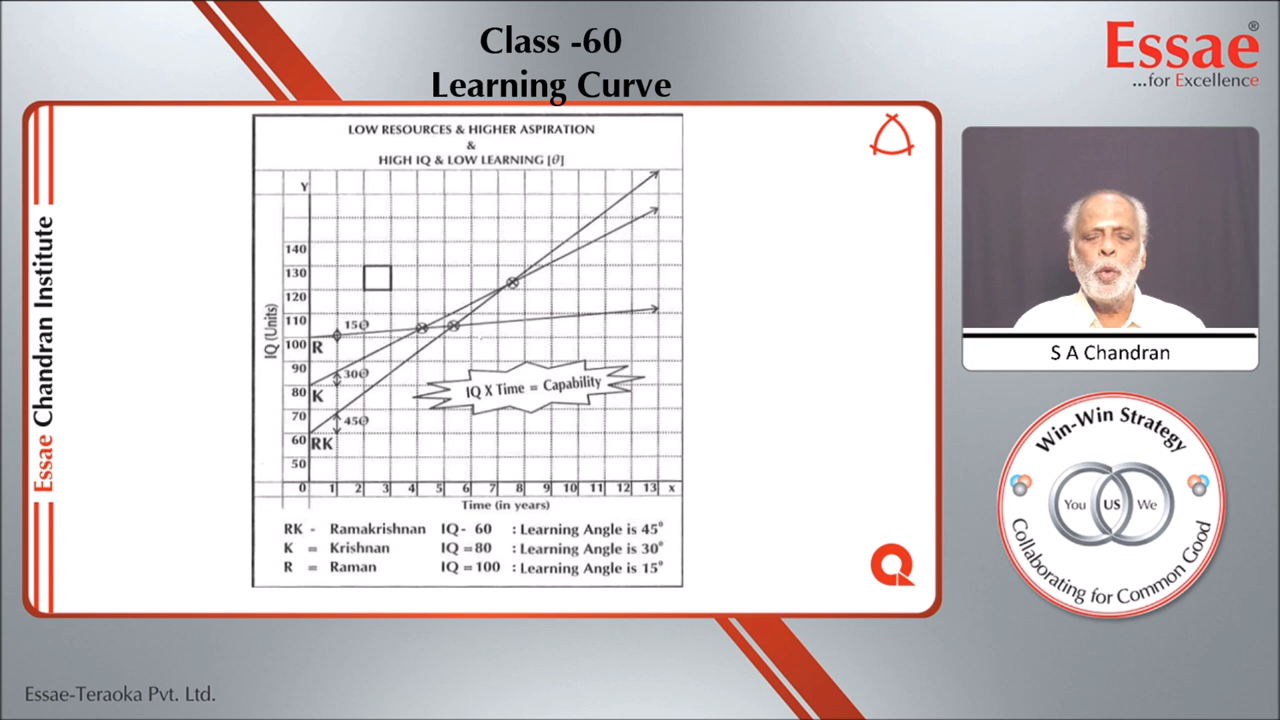 Class -60
Learning Curve
Essae®
...for Excellence
Essae Chandran Institute
LOW RESOURCES & HIGHER ASPIRATION
&
HIGH IQ & LOW LEARNING [θ]
Y
140
130
120
110
100
90
80
70
60
50
IQ (Units)
15θ
R
30θ
K
45θ
RK
IQ X Time = Capability
0 1 2 3 4 5 6 7 8 9 10 11 12 13 x
Time (in years)
RK - Ramakrishnan IQ - 60 : Learning Angle is 45°
K = Krishnan IQ = 80 : Learning Angle is 30°
R = Raman IQ = 100 : Learning Angle is 15°
S A Chandran
Win-Win Strategy
You US We
Collaborating for Common Good
Essae-Teraoka Pvt. Ltd.